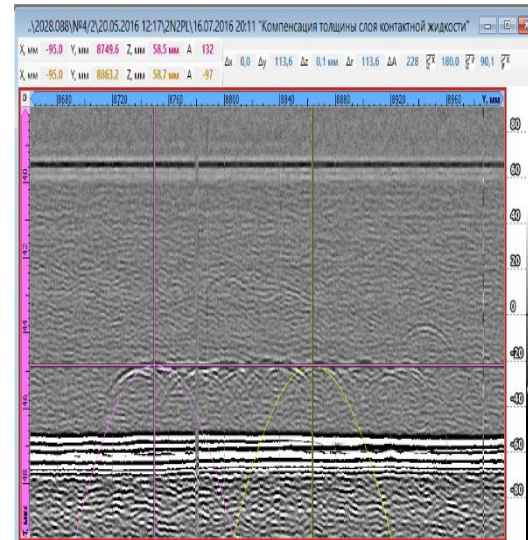 ..\2028.088\№4/2\20.05.2016 12:17\2N2PL\16.07.2016 20:11 "Компенсация толщины слоя контактной жидкости"
X, мм -95.0 Y, мм 8749,6 Z, мм 58,5 мм A 132
X, мм -95.0 Y, мм 8863.2 Z, мм 58.7 мм A -97
Δx 0,0 Δy 113,6 Δz 0,1 мм Δr 113,6 ΔA 228 180,0 90,1
D 8680 8720 8760 8800 8840 8880 8920 8960 Y, мм
80
60
40
20
0
-20
-40
-60
-80
40
42
44
46
48
T, мкс